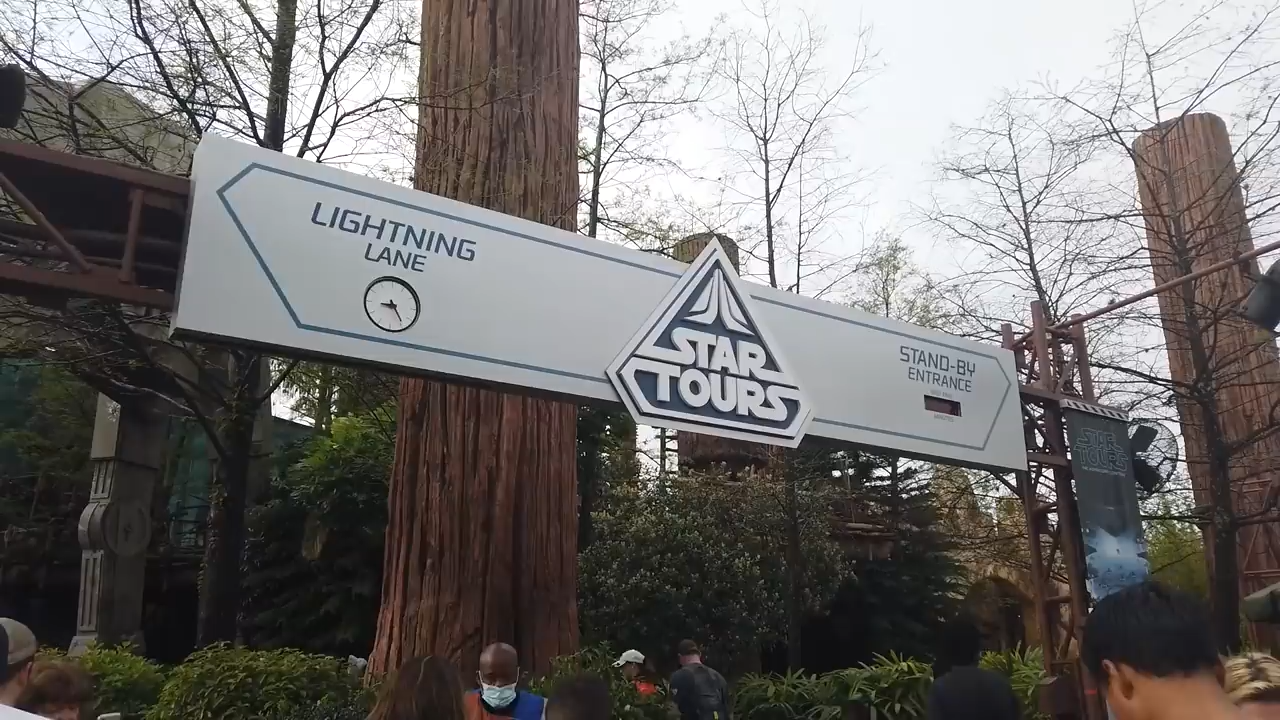 LIGHTNING
LANE
STAR
TOURS
STAND-BY
ENTRANCE
STAR
TOURS